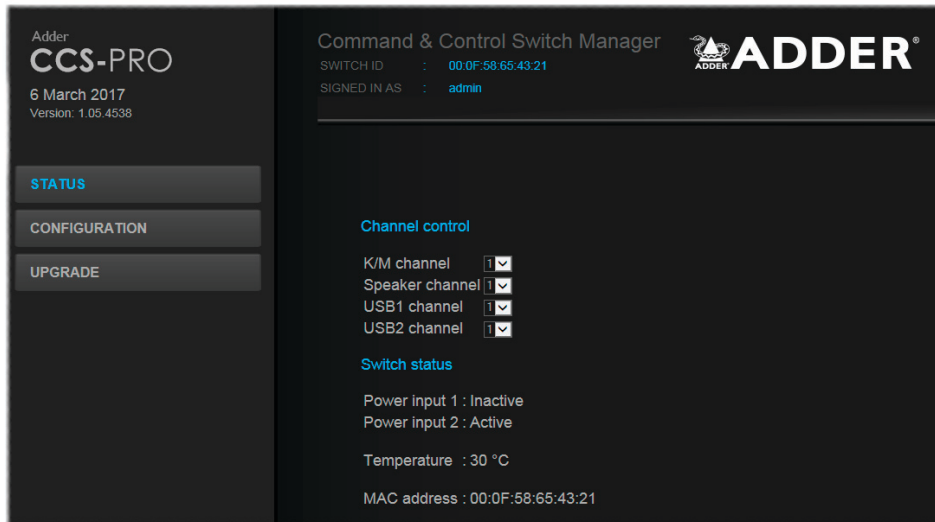 Adder
CCS-PRO
6 March 2017
Version: 1.05.4538
STATUS
CONFIGURATION
UPGRADE
Command & Control Switch Manager
SWITCH ID : 00:0F:58:65:43:21
SIGNED IN AS : admin
ADDER ADDER®
Channel control
K/M channel 1
Speaker channel 1
USB1 channel 1
USB2 channel 1
Switch status
Power input 1 : Inactive
Power input 2 : Active
Temperature : 30 °C
MAC address : 00:0F:58:65:43:21